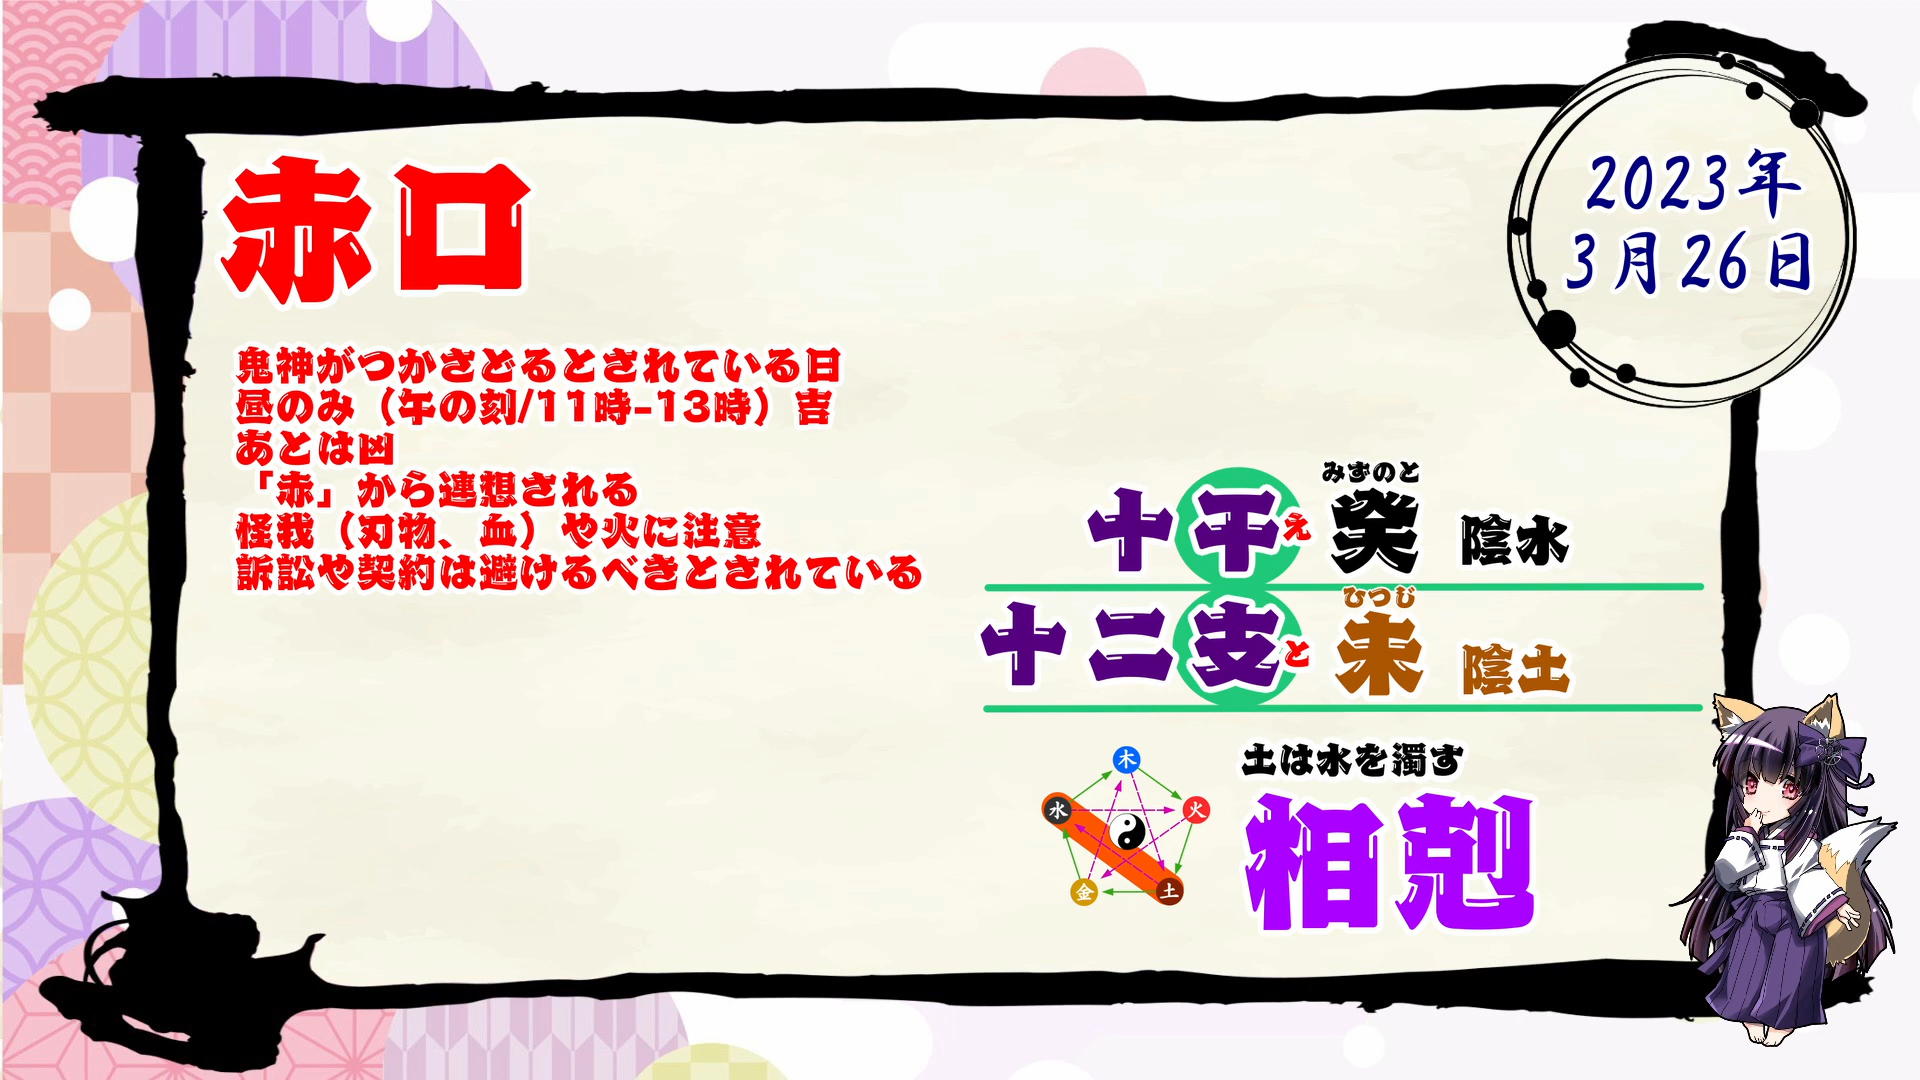 赤口
2023年
3月26日
鬼神がつかさどるとされている日
昼のみ（午の刻/11時-13時）吉
あとは凶
「赤」から連想される
怪我（刃物、血）や火に注意
訴訟や契約は避けるべきとされている
みずのと
十干え 癸 陰水
ひつじ
十二支と 未 陰土
土は水を濁す
相剋
木
水
火
金
土